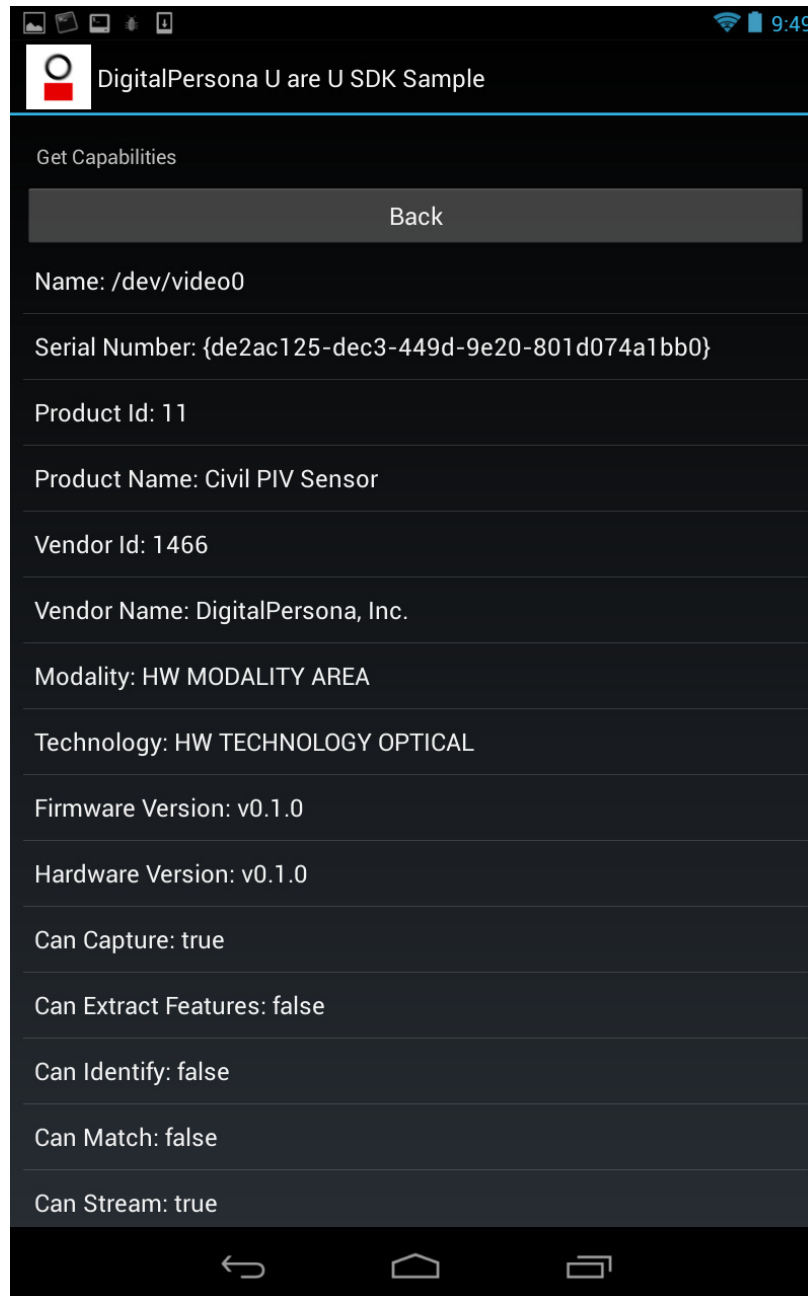 9:49
DigitalPersona U are U SDK Sample
Get Capabilities
Back
Name: /dev/video0
Serial Number: {de2ac125-dec3-449d-9e20-801d074a1bb0}
Product Id: 11
Product Name: Civil PIV Sensor
Vendor Id: 1466
Vendor Name: DigitalPersona, Inc.
Modality: HW MODALITY AREA
Technology: HW TECHNOLOGY OPTICAL
Firmware Version: v0.1.0
Hardware Version: v0.1.0
Can Capture: true
Can Extract Features: false
Can Identify: false
Can Match: false
Can Stream: true